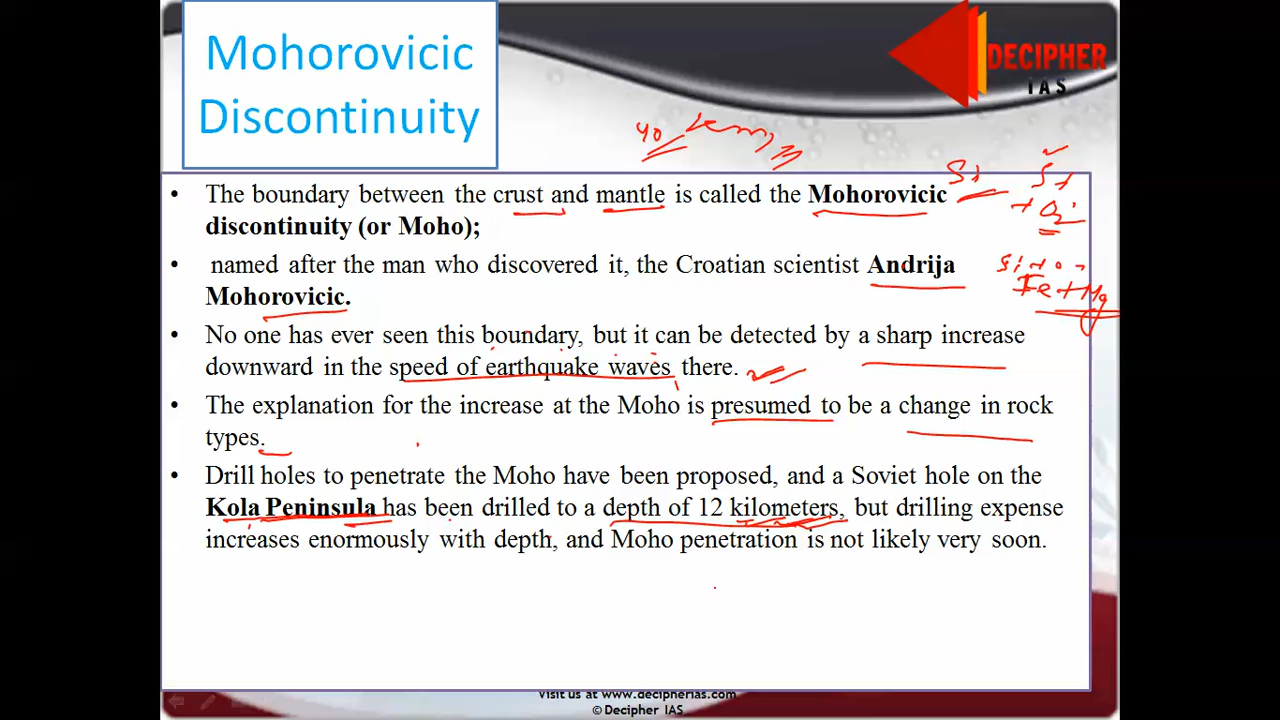 Mohorovicic
Discontinuity
DECIPHER
IAS
40 km
• The boundary between the crust and mantle is called the Mohorovicic
discontinuity (or Moho);
• named after the man who discovered it, the Croatian scientist Andrija
Mohorovicic.
Fe+Mg
• No one has ever seen this boundary, but it can be detected by a sharp increase
downward in the speed of earthquake waves there.
• The explanation for the increase at the Moho is presumed to be a change in rock
types.
• Drill holes to penetrate the Moho have been proposed, and a Soviet hole on the
Kola Peninsula has been drilled to a depth of 12 kilometers, but drilling expense
increases enormously with depth, and Moho penetration is not likely very soon.
Visit us at www.decipherias.com
© Decipher IAS